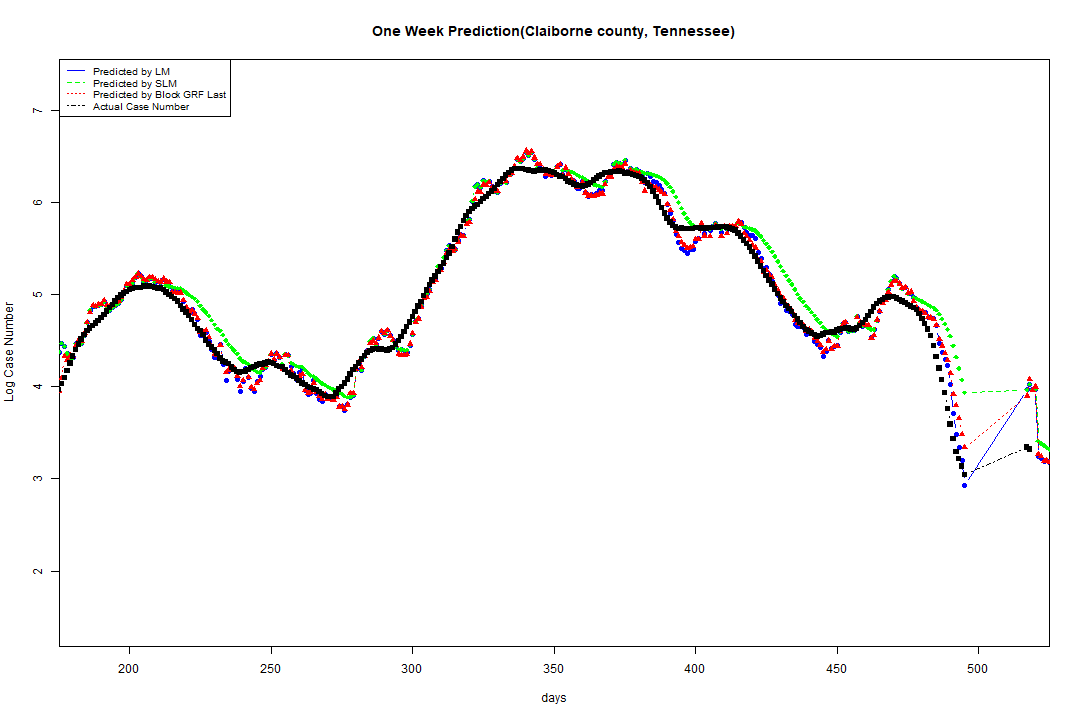 One Week Prediction(Claiborne county, Tennessee)
Predicted by LM
Predicted by SLM
Predicted by Block GRF Last
Actual Case Number
7
6
5
4
3
2
Log Case Number
200 250 300 350 400 450 500
days